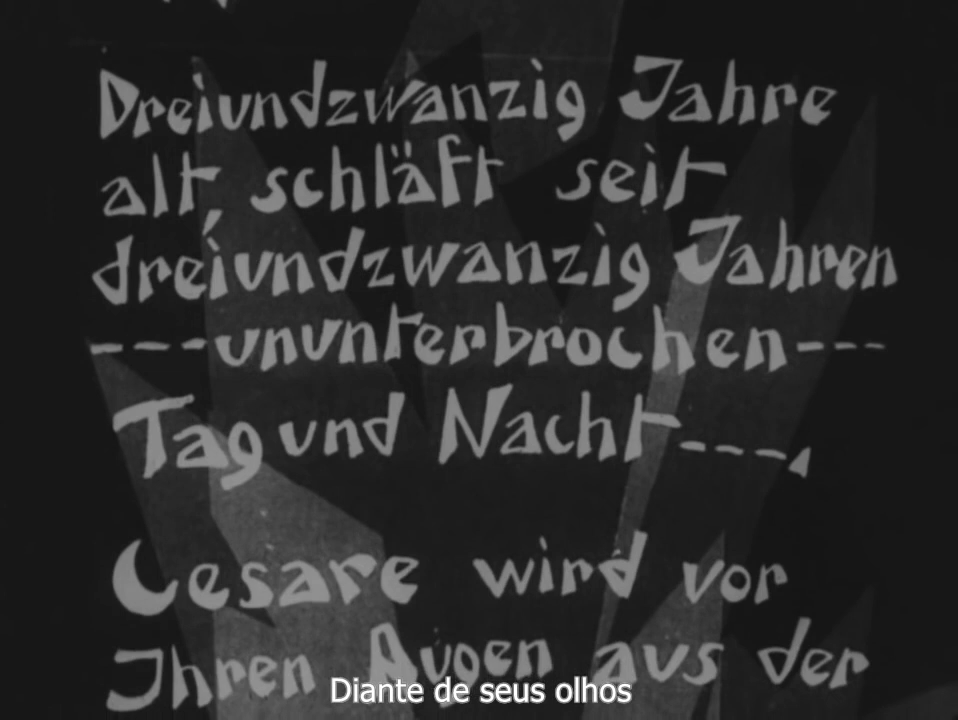 Dreiundzwanzig Jahre
alt, schläft seit
dreiundzwanzig Jahren
---ununterbrochen---
Tag und Nacht----,
Cesare wird vor
Ihren Augen aus der
Diante de seus olhos